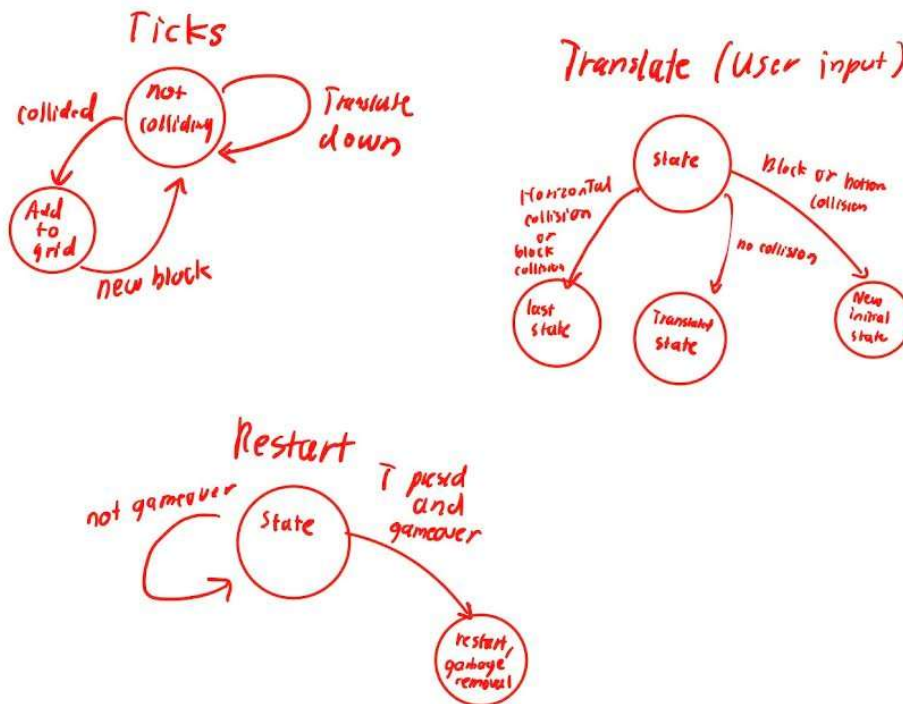 Ticks
not
colliding
Translate
down
collided
Add
to
grid
new block
Translate (User input)
state
Horizontal
collision
or
block
collision
no collision
Block or bottom
collision
last
state
Translated
state
New
initial
state
Restart
not gameover
State
T presed
and
gameover
restart,
garbage
removal